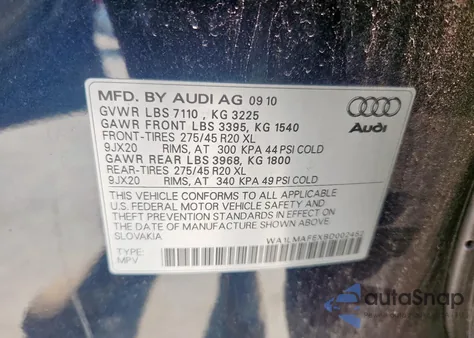 MFD. BY AUDI AG 09 10
GVWR LBS 7110 , KG 3225
GAWR FRONT LBS 3395, KG 1540
FRONT-TIRES 275/45 R20 XL
9JX20 RIMS, AT 300 KPA 44 PSI COLD
GAWR REAR LBS 3968, KG 1800
REAR-TIRES 275/45 R20 XL
9JX20 RIMS, AT 340 KPA 49 PSI COLD
THIS VEHICLE CONFORMS TO ALL APPLICABLE
U.S. FEDERAL MOTOR VEHICLE SAFETY AND
THEFT PREVENTION STANDARDS IN EFFECT ON
THE DATE OF MANUFACTURE SHOWN ABOVE.
SLOVAKIA
WA1LMAFEXBD002452
TYPE:
MPV
Audi
autoSnap